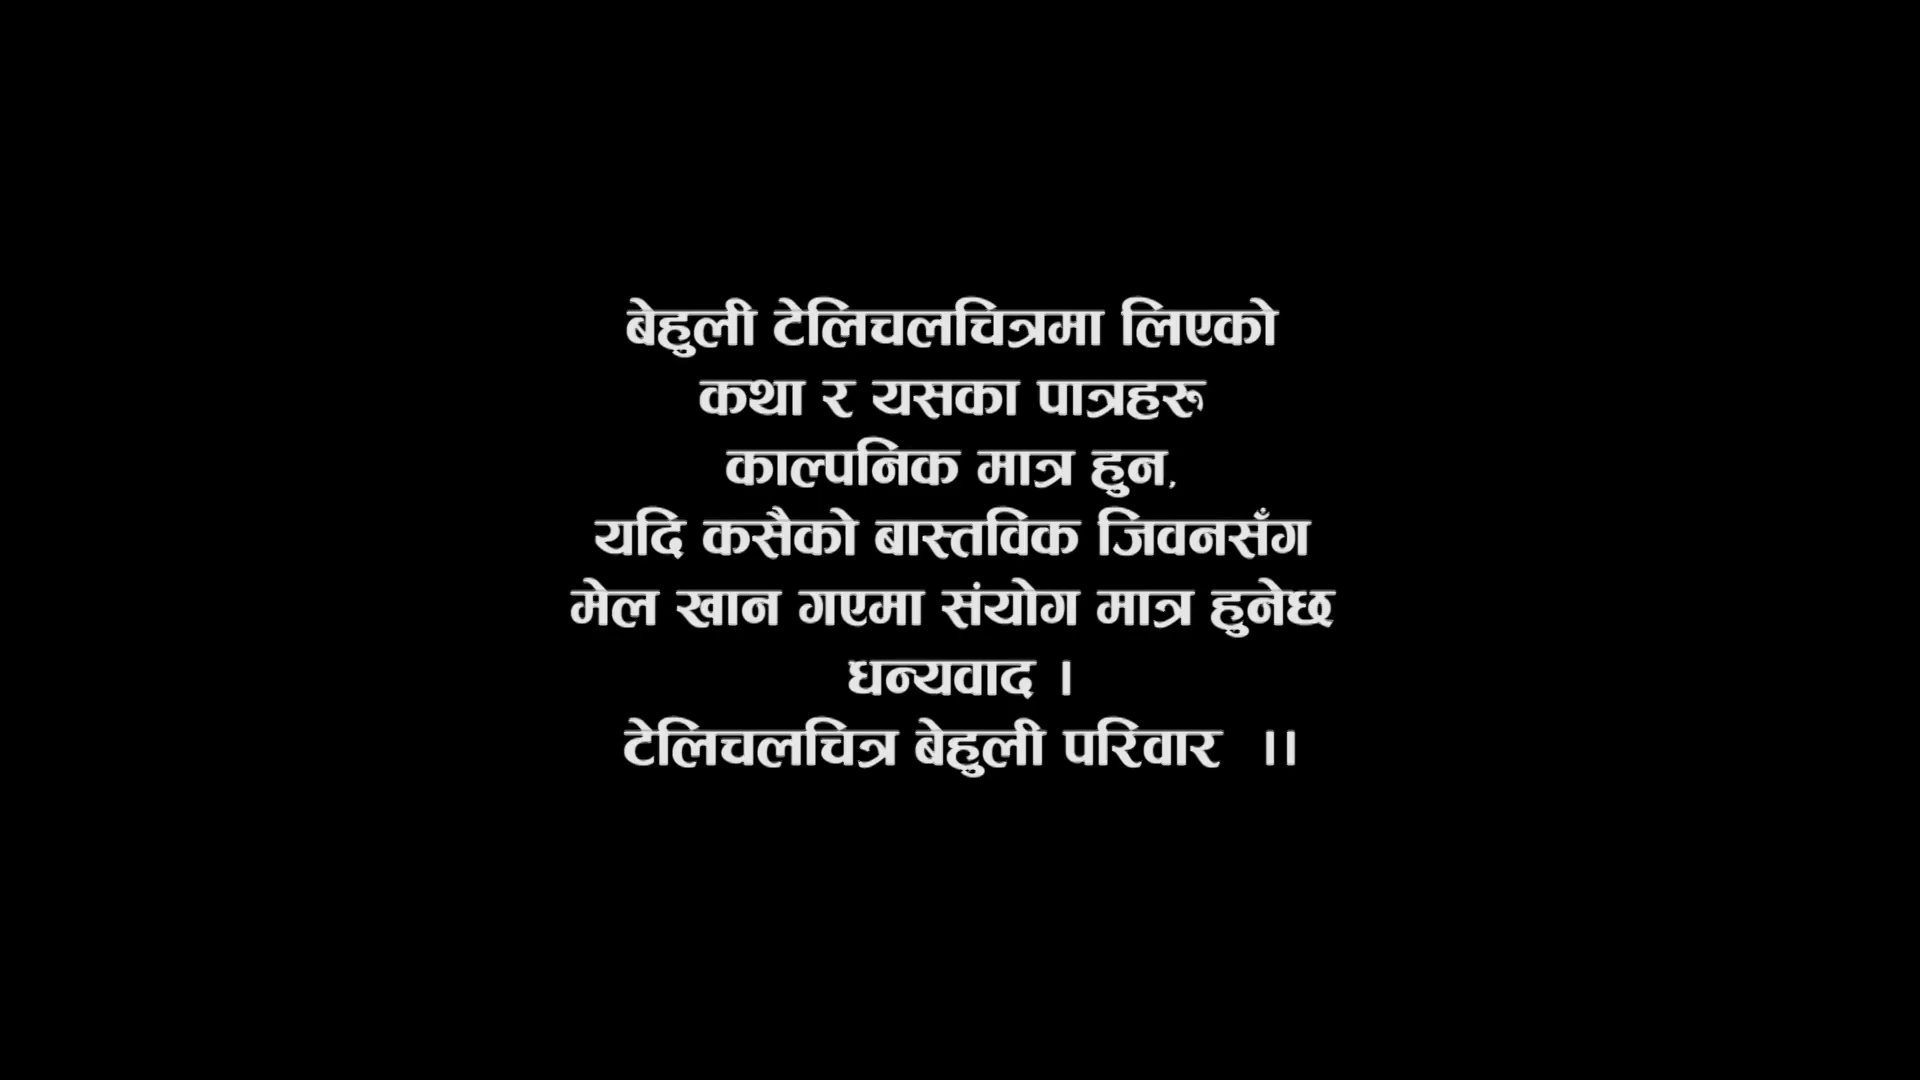 बेहुली टेलिचलचित्रमा लिएको
कथा र यसका पात्रहरू
काल्पनिक मात्र हुन,
यदि कसैको बास्तविक जिवनसँग
मेल खान गएमा संयोग मात्र हुनेछ
धन्यवाद ।
टेलिचलचित्र बेहुली परिवार ।।